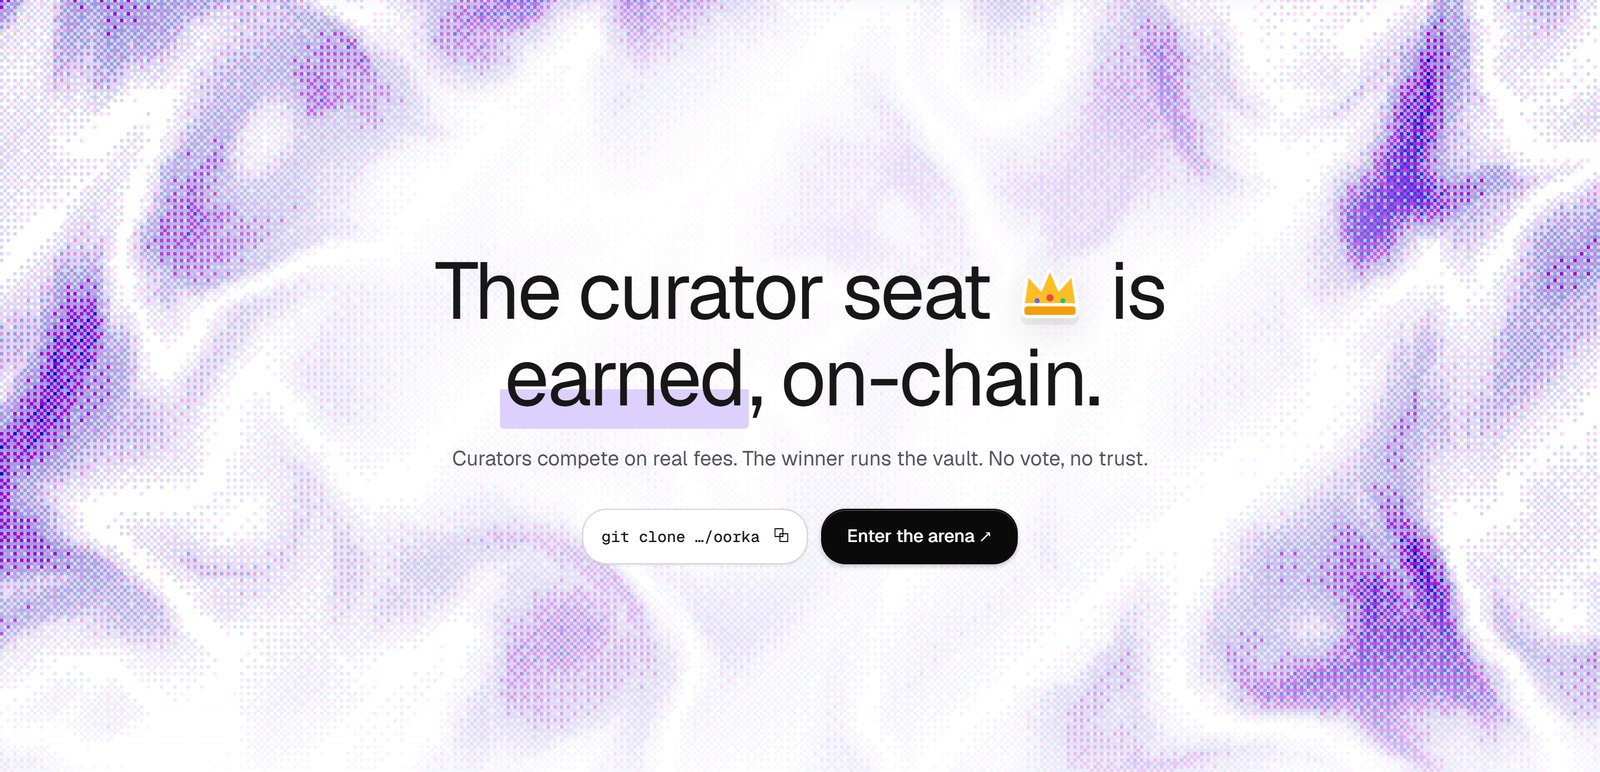 The curator seat 👑 is
earned, on-chain.
Curators compete on real fees. The winner runs the vault. No vote, no trust.
git clone …/oorka
Enter the arena ↗